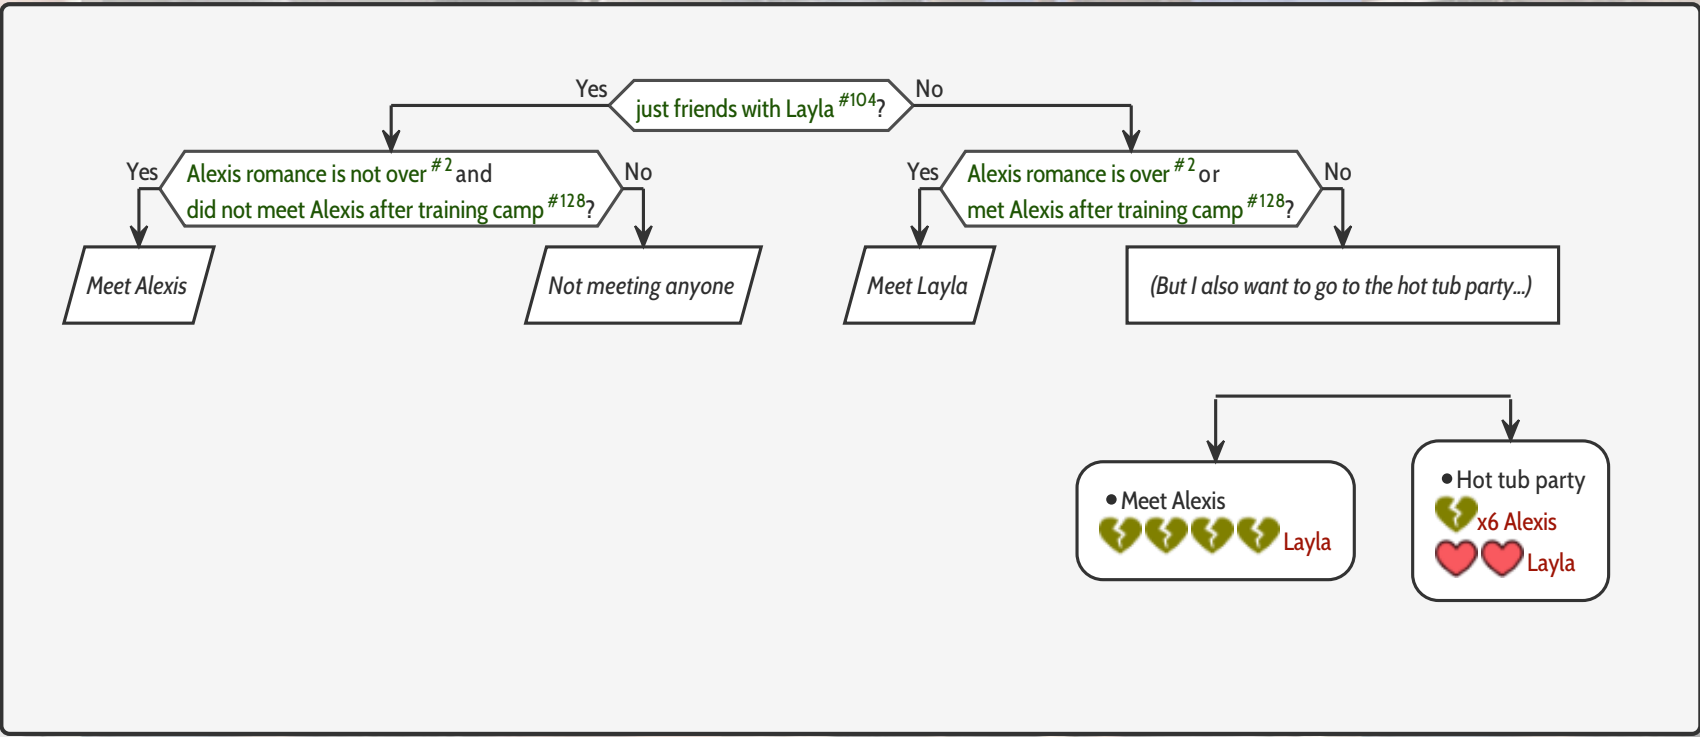 Yes
just friends with Layla #104?
No
Yes
Alexis romance is not over #2 and
did not meet Alexis after training camp #128?
No
Yes
Alexis romance is over #2 or
met Alexis after training camp #128?
No
Meet Alexis
Not meeting anyone
Meet Layla
(But I also want to go to the hot tub party...)
•Meet Alexis
Layla
•Hot tub party
x6 Alexis
Layla